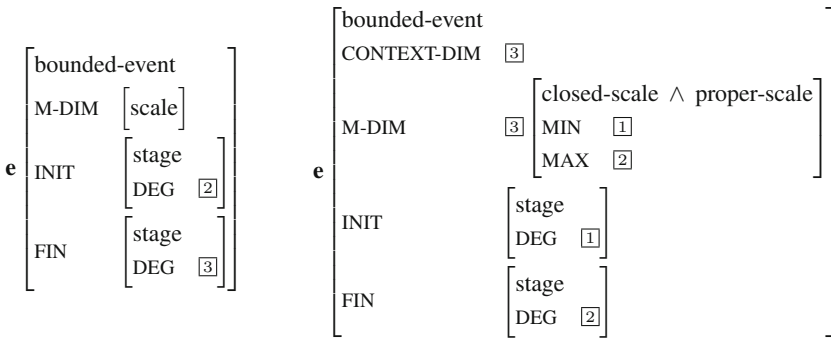 e
bounded-event
M-DIM [scale]
INIT
stage
DEG 2
FIN
stage
DEG 3
e
bounded-event
CONTEXT-DIM 3
M-DIM 3
closed-scale ∧ proper-scale
MIN 1
MAX 2
INIT
stage
DEG 1
FIN
stage
DEG 2